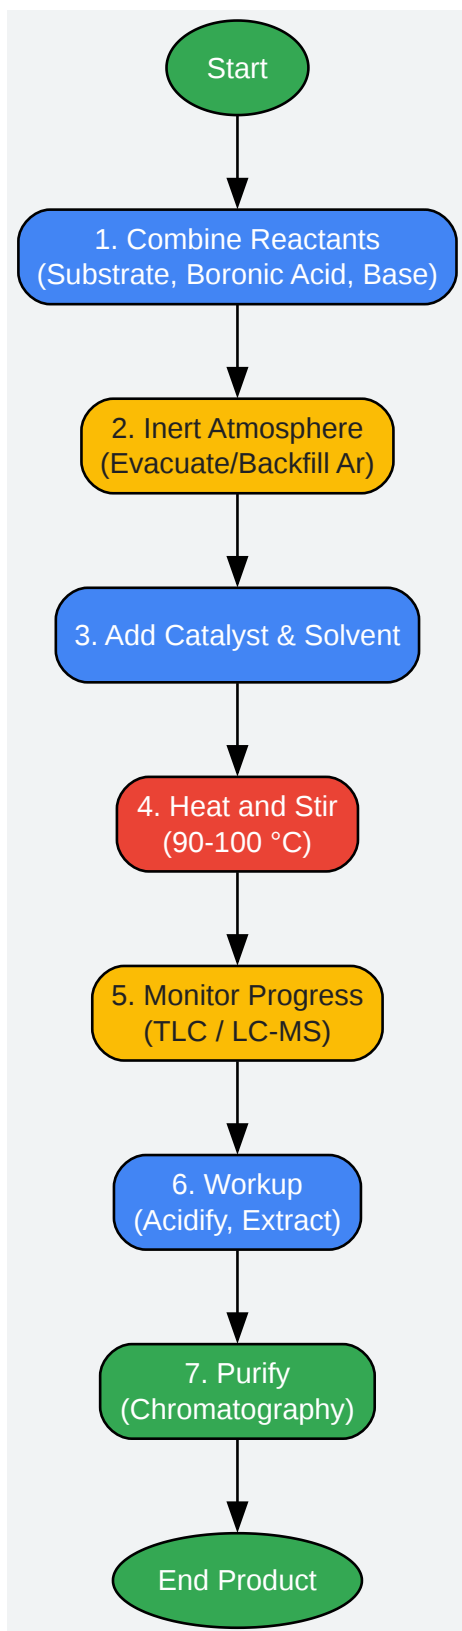 Start
1. Combine Reactants
(Substrate, Boronic Acid, Base)
2. Inert Atmosphere
(Evacuate/Backfill Ar)
3. Add Catalyst & Solvent
4. Heat and Stir
(90-100 °C)
5. Monitor Progress
(TLC / LC-MS)
6. Workup
(Acidify, Extract)
7. Purify
(Chromatography)
End Product